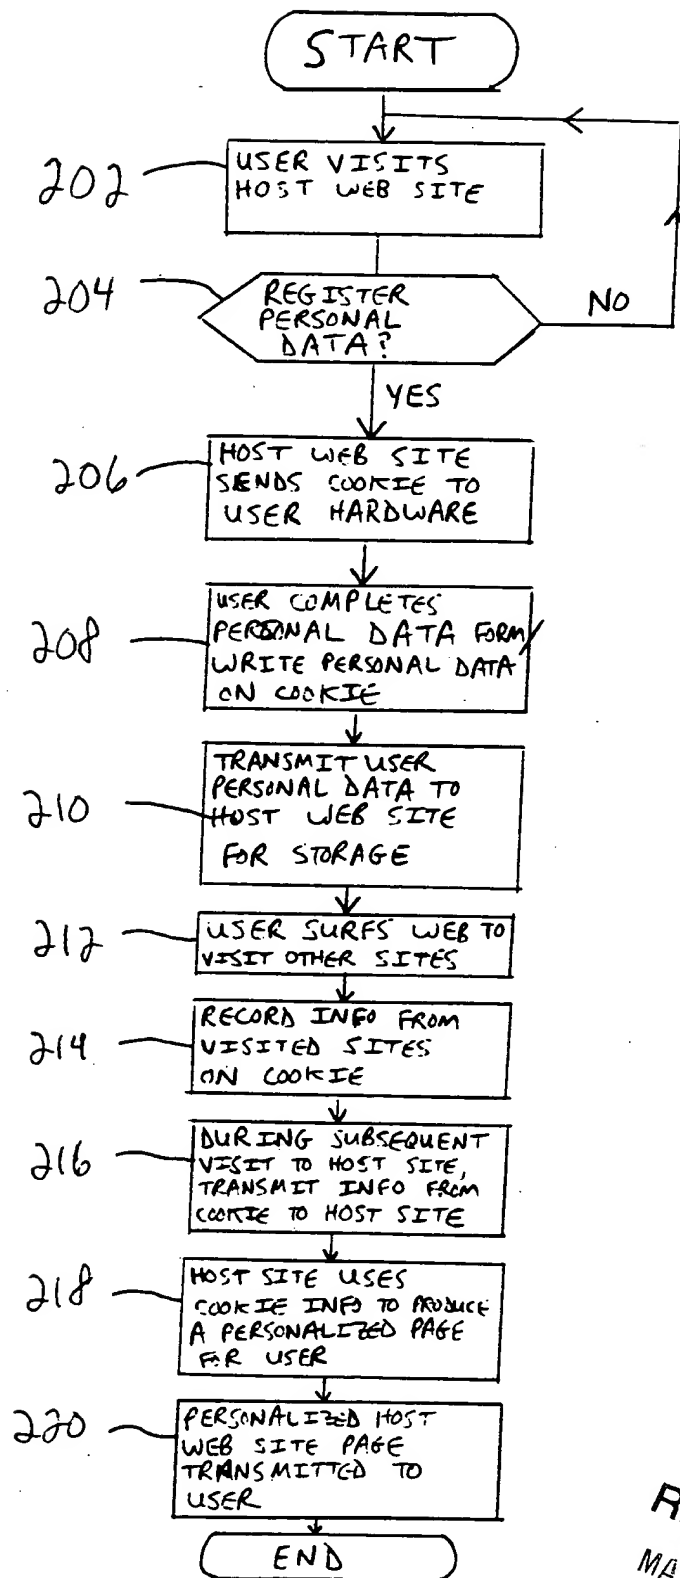 START
202
USER VISITS
HOST WEB SITE
204
REGISTER
PERSONAL
DATA?
NO
YES
206
HOST WEB SITE
SENDS COOKIE TO
USER HARDWARE
208
USER COMPLETES
PERSONAL DATA FORM/
WRITE PERSONAL DATA
ON COOKIE
210
TRANSMIT USER
PERSONAL DATA TO
HOST WEB SITE
FOR STORAGE
212
USER SURFS WEB TO
VISIT OTHER SITES
214
RECORD INFO FROM
VISITED SITES
ON COOKIE
216
DURING SUBSEQUENT
VISIT TO HOST SITE,
TRANSMIT INFO FROM
COOKIE TO HOST SITE
218
HOST SITE USES
COOKIE INFO TO PRODUCE
A PERSONALIZED PAGE
FOR USER
220
PERSONALIZED HOST
WEB SITE PAGE
TRANSMITTED TO
USER
END